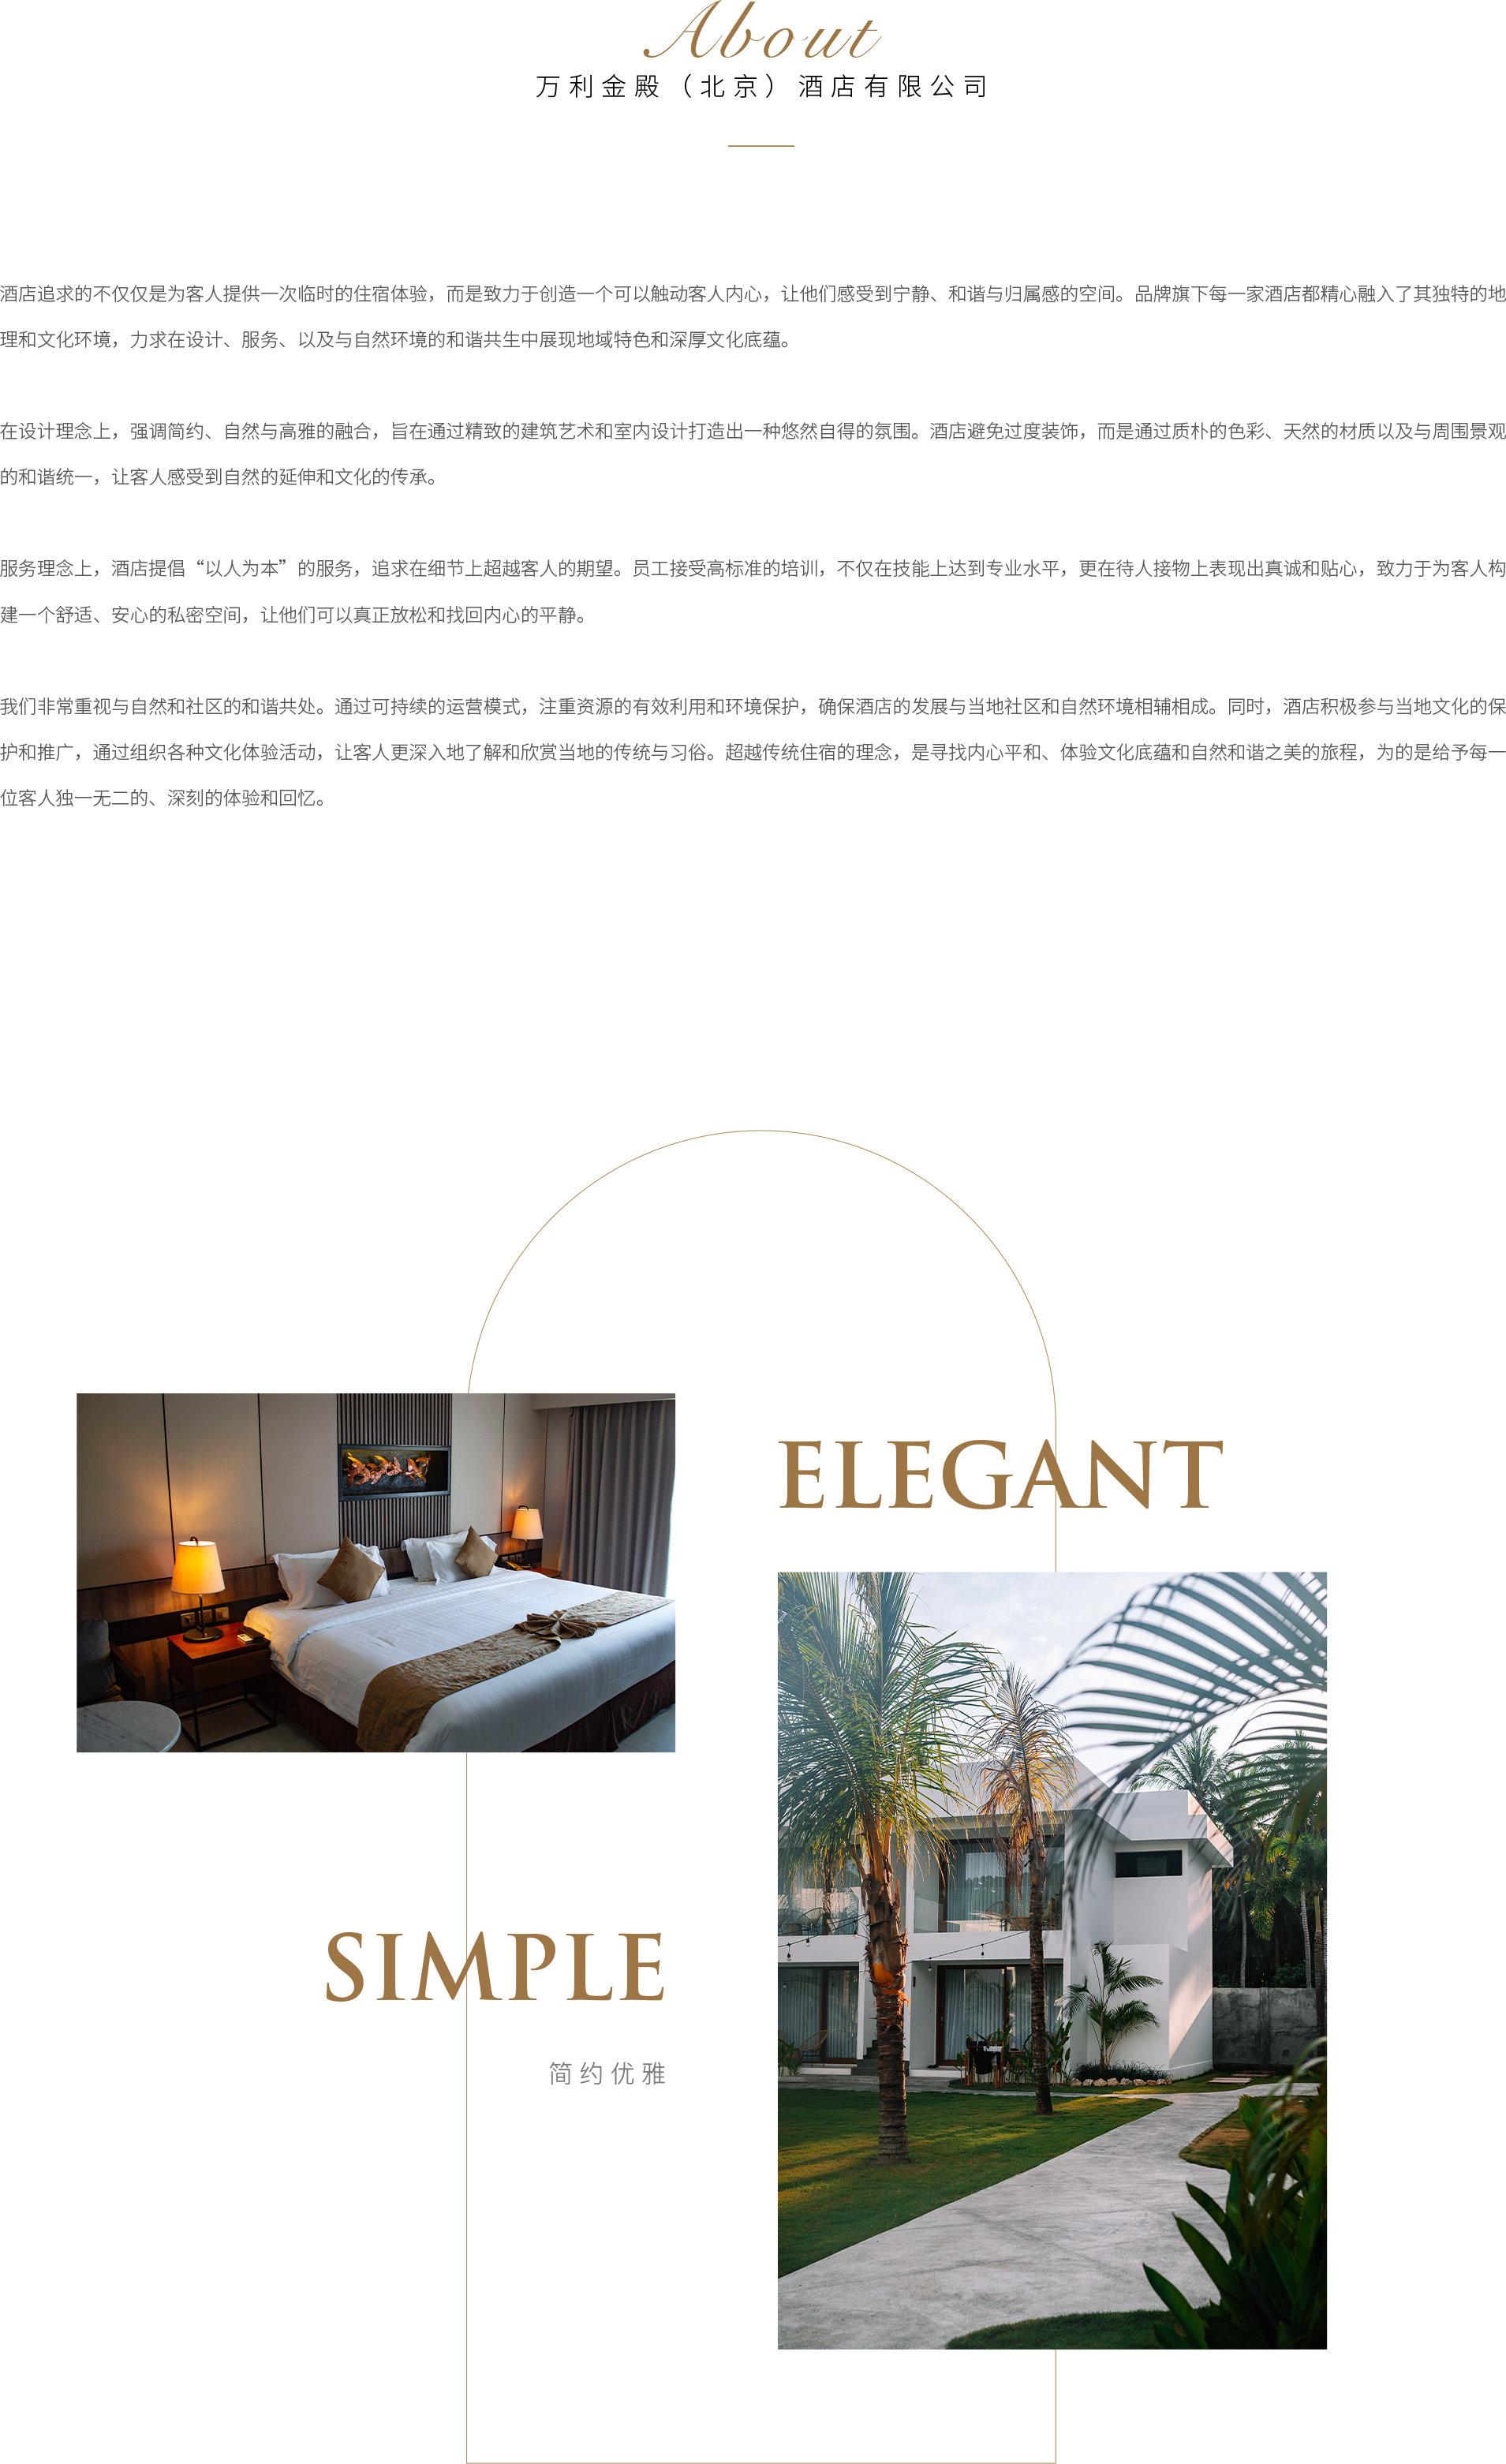 About
万利金殿（北京）酒店有限公司
酒店追求的不仅仅是为客人提供一次临时的住宿体验，而是致力于创造一个可以触动客人内心，让他们感受到宁静、和谐与归属感的空间。品牌旗下每一家酒店都精心融入了其独特的地
理和文化环境，力求在设计、服务、以及与自然环境的和谐共生中展现地域特色和深厚文化底蕴。
在设计理念上，强调简约、自然与高雅的融合，旨在通过精致的建筑艺术和室内设计打造出一种悠然自得的氛围。酒店避免过度装饰，而是通过质朴的色彩、天然的材质以及与周围景观
的和谐统一，让客人感受到自然的延伸和文化的传承。
服务理念上，酒店提倡“以人为本”的服务，追求在细节上超越客人的期望。员工接受高标准的培训，不仅在技能上达到专业水平，更在待人接物上表现出真诚和贴心，致力于为客人构
建一个舒适、安心的私密空间，让他们可以真正放松和找回内心的平静。
我们非常重视与自然和社区的和谐共处。通过可持续的运营模式，注重资源的有效利用和环境保护，确保酒店的发展与当地社区和自然环境相辅相成。同时，酒店积极参与当地文化的保
护和推广，通过组织各种文化体验活动，让客人更深入地了解和欣赏当地的传统与习俗。超越传统住宿的理念，是寻找内心平和、体验文化底蕴和自然和谐之美的旅程，为的是给予每一
位客人独一无二的、深刻的体验和回忆。
ELEGANT
SIMPLE
简约优雅